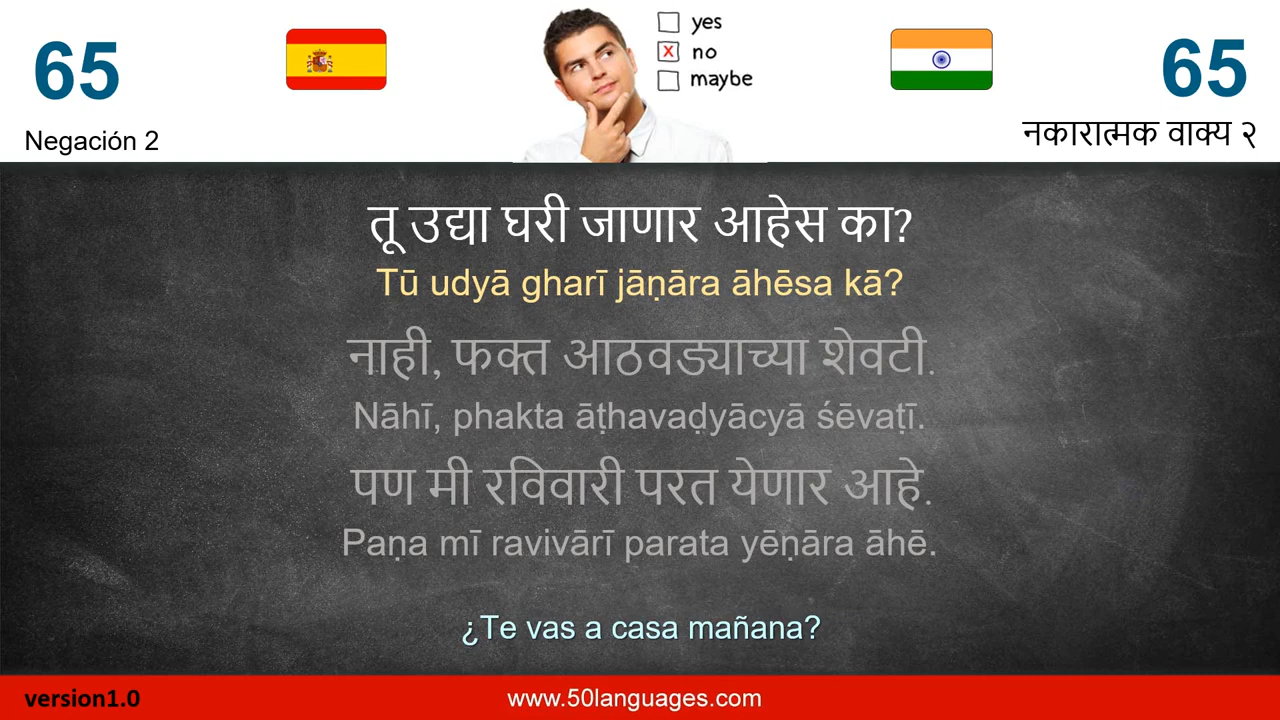 65
Negación 2
yes
no
maybe
65
नकारात्मक वाक्य २
तू उद्या घरी जाणार आहेस का?
Tū udyā gharī jāṇāra āhēsa kā?
नाही, फक्त आठवड्याच्या शेवटी.
Nāhī, phakta āṭhavaḍyācyā śēvaṭī.
पण मी रविवारी परत येणार आहे.
Paṇa mī ravivārī parata yēṇāra āhē.
¿Te vas a casa mañana?
version1.0
www.50languages.com